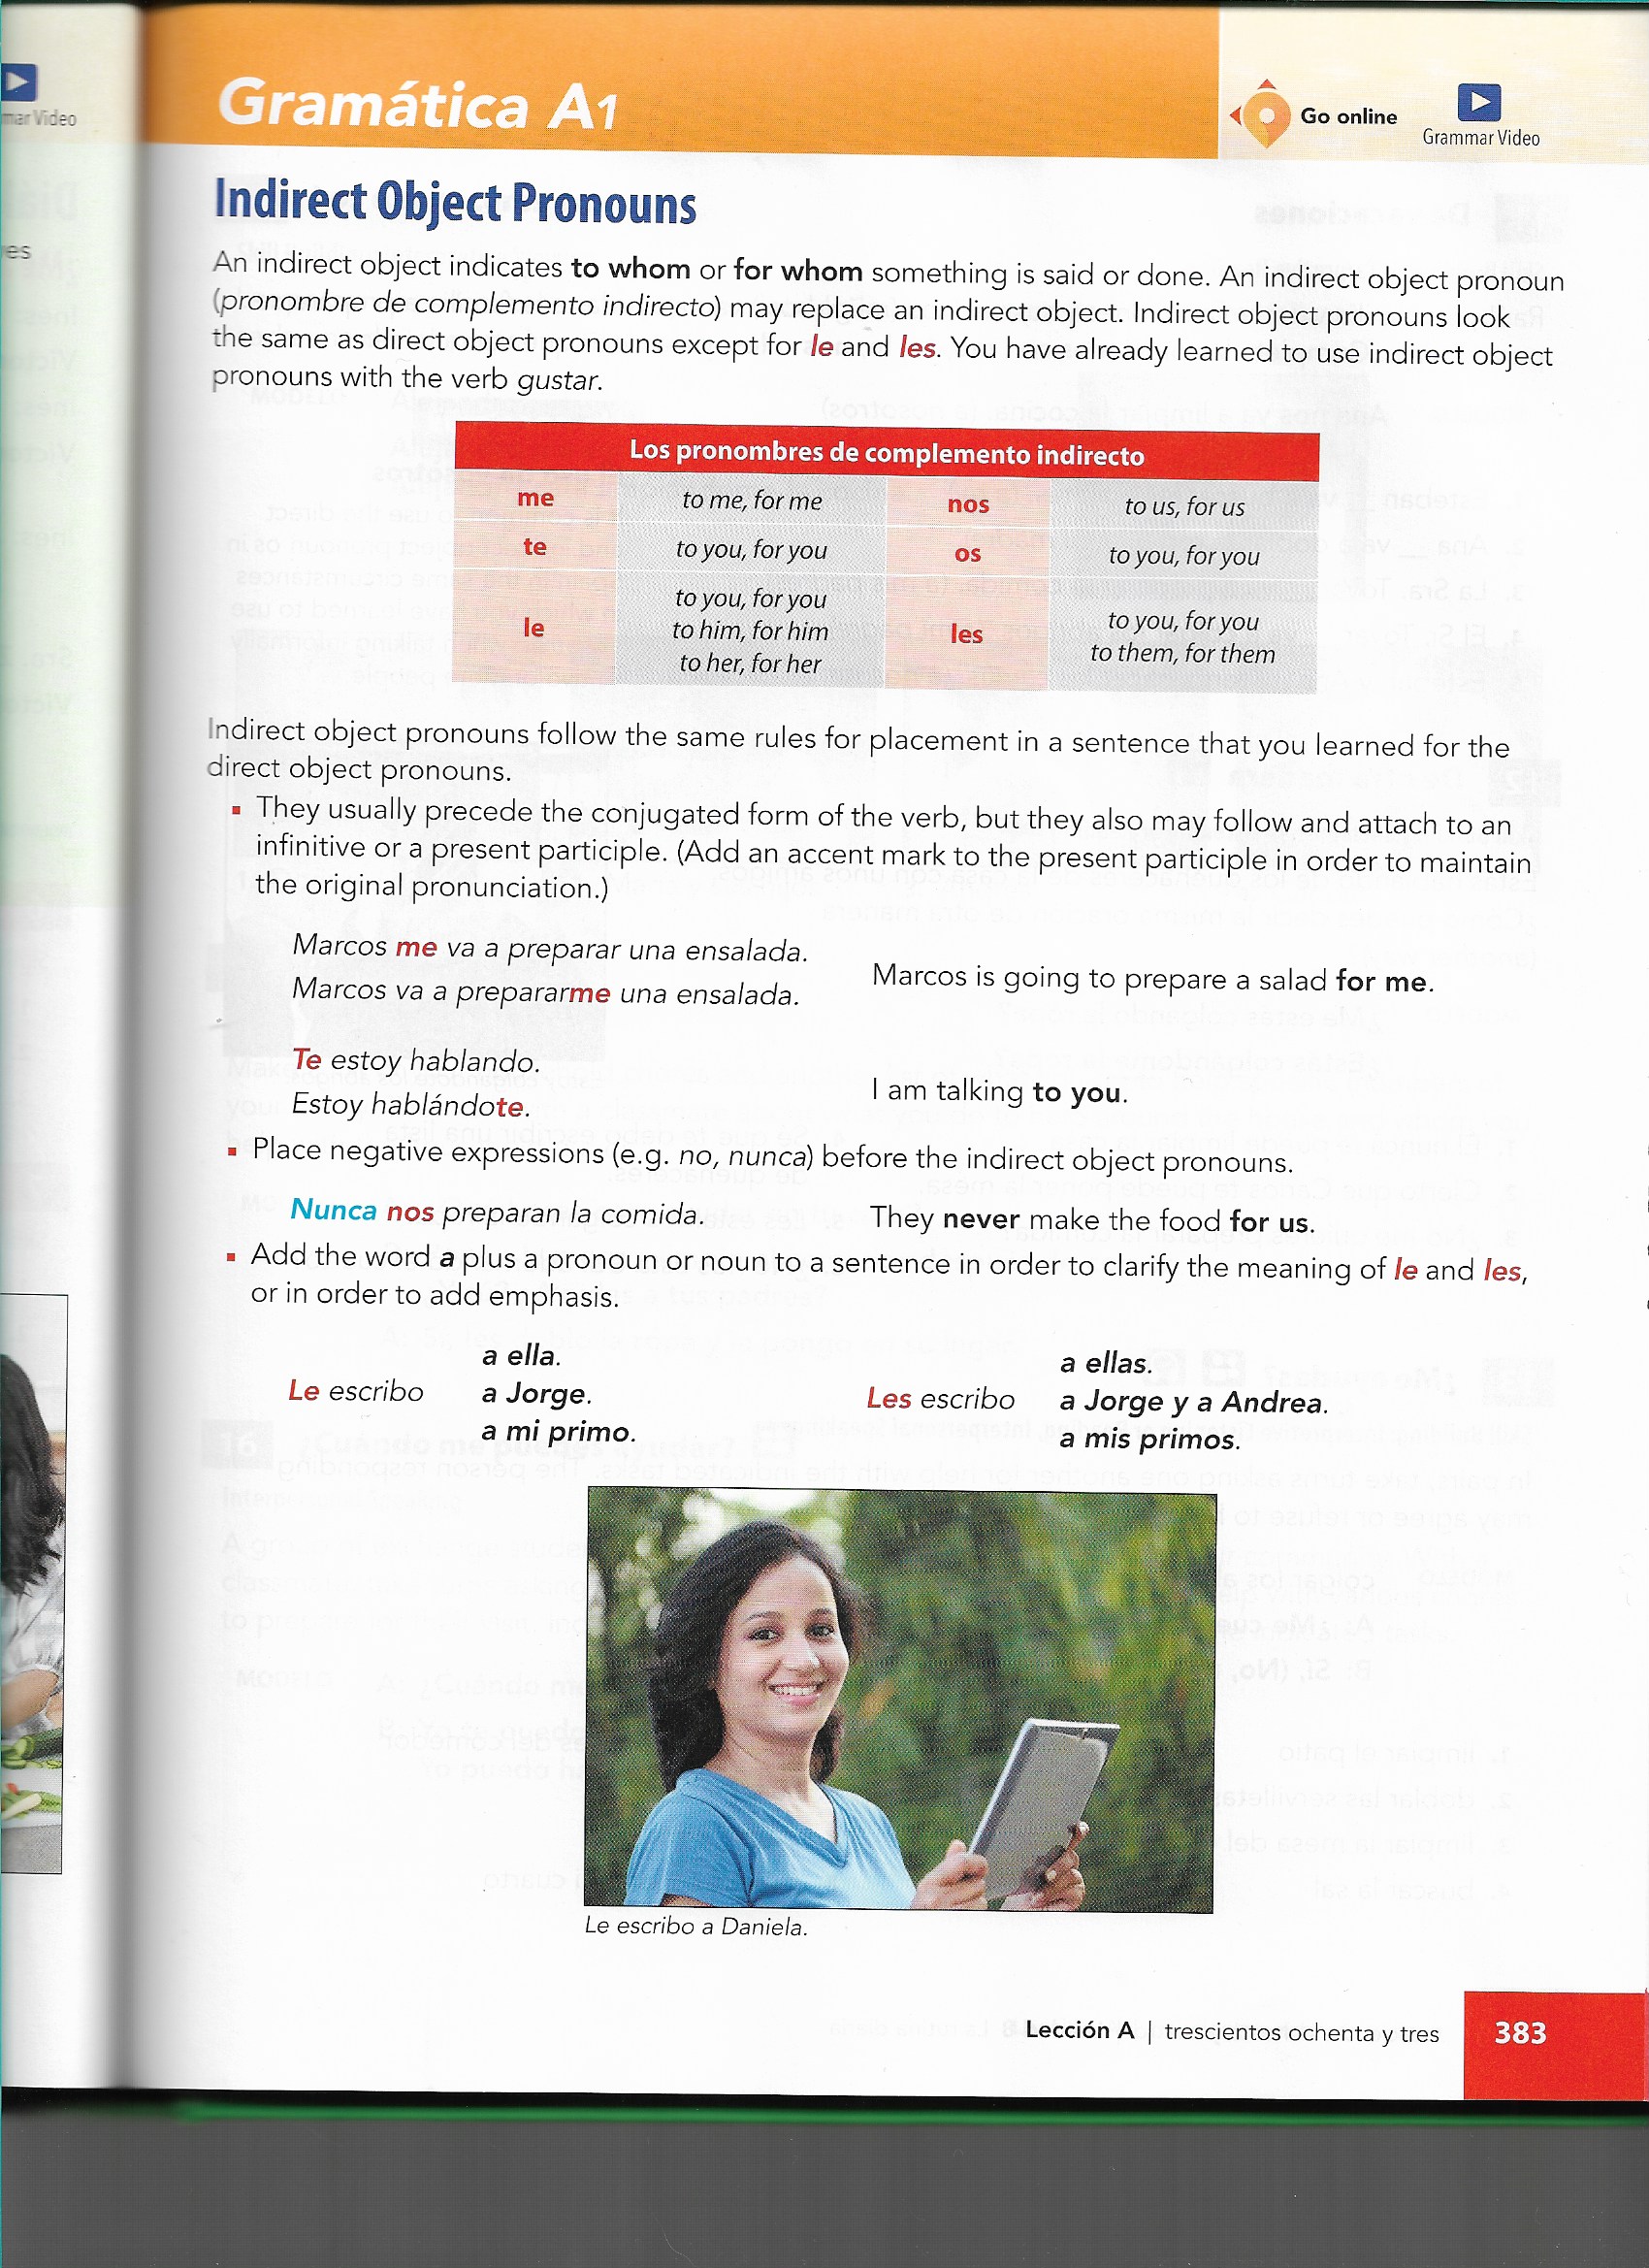 Gramática A1
Go online
Grammar Video
mar Video
Indirect Object Pronouns
An indirect object indicates to whom or for whom something is said or done. An indirect object pronoun
(pronombre de complemento indirecto) may replace an indirect object. Indirect object pronouns look
the same as direct object pronouns except for le and les. You have already learned to use indirect object
pronouns with the verb gustar.
Los pronombres de complemento indirecto
me to me, for me nos to us, for us
te to you, for you os to you, for you
le to you, for you to him, for him to her, for her les to you, for you to them, for them
Indirect object pronouns follow the same rules for placement in a sentence that you learned for the
direct object pronouns.
▪ They usually precede the conjugated form of the verb, but they also may follow and attach to an
infinitive or a present participle. (Add an accent mark to the present participle in order to maintain
the original pronunciation.)
Marcos me va a preparar una ensalada.
Marcos va a prepararme una ensalada.
Marcos is going to prepare a salad for me.
Te estoy hablando.
Estoy hablándote.
I am talking to you.
▪ Place negative expressions (e.g. no, nunca) before the indirect object pronouns.
Nunca nos preparan la comida. They never make the food for us.
▪ Add the word a plus a pronoun or noun to a sentence in order to clarify the meaning of le and les,
or in order to add emphasis.
Le escribo
a ella.
a Jorge.
a mi primo.
Les escribo
a ellas.
a Jorge y a Andrea.
a mis primos.
Le escribo a Daniela.
Lección A | trescientos ochenta y tres 383